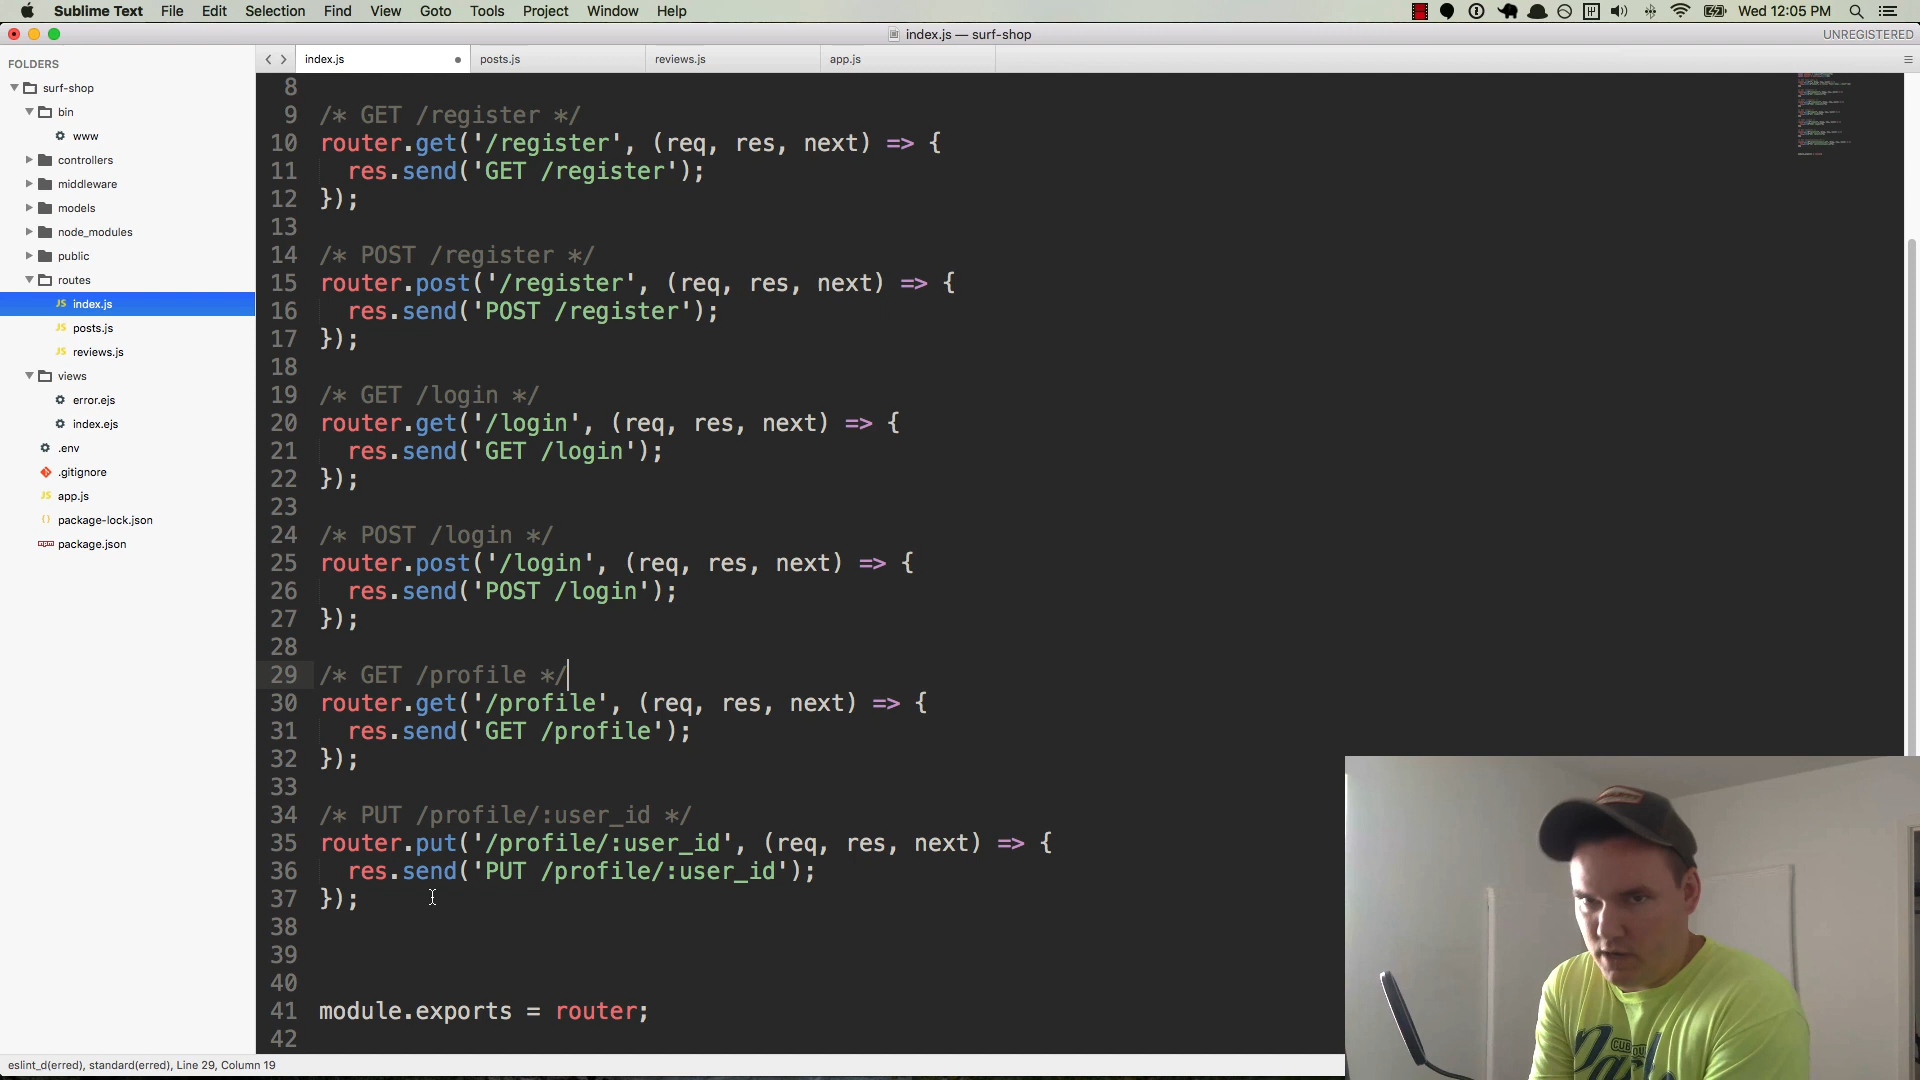 Sublime Text File Edit Selection Find View Goto Tools Project Window Help Wed 12:05 PM
index.js — surf-shop UNREGISTERED
FOLDERS
surf-shop
bin
www
controllers
middleware
models
node_modules
public
routes
index.js
posts.js
reviews.js
views
error.ejs
index.ejs
.env
.gitignore
app.js
package-lock.json
package.json
index.js posts.js reviews.js app.js
8
9 /* GET /register */
10 router.get('/register', (req, res, next) => {
11 res.send('GET /register');
12 });
13
14 /* POST /register */
15 router.post('/register', (req, res, next) => {
16 res.send('POST /register');
17 });
18
19 /* GET /login */
20 router.get('/login', (req, res, next) => {
21 res.send('GET /login');
22 });
23
24 /* POST /login */
25 router.post('/login', (req, res, next) => {
26 res.send('POST /login');
27 });
28
29 /* GET /profile */
30 router.get('/profile', (req, res, next) => {
31 res.send('GET /profile');
32 });
33
34 /* PUT /profile/:user_id */
35 router.put('/profile/:user_id', (req, res, next) => {
36 res.send('PUT /profile/:user_id');
37 });
38
39
40
41 module.exports = router;
42
eslint_d(erred), standard(erred), Line 29, Column 19